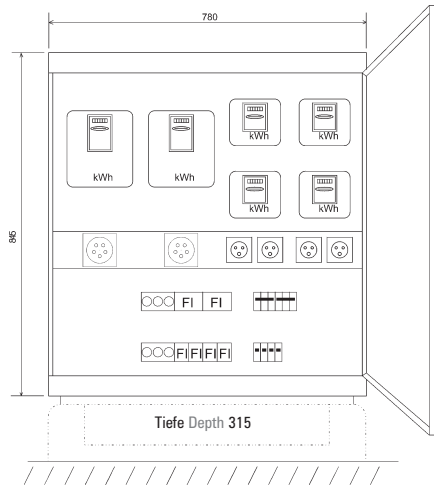 780
845
kWh kWh
kWh kWh
kWh kWh
FI FI
FI FI FI FI
Tiefe Depth 315